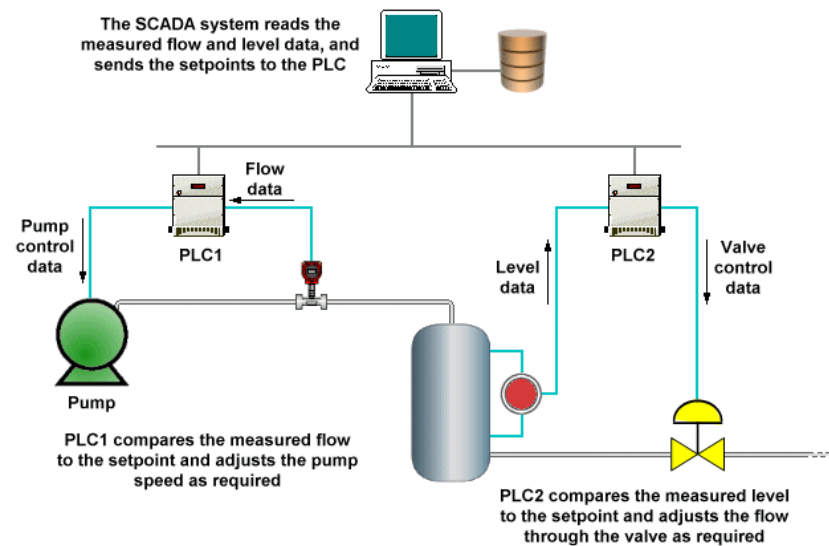 The SCADA system reads the
measured flow and level data, and
sends the setpoints to the PLC
Flow
data
Pump
control
data
PLC1
Level
data
PLC2
Valve
control
data
Pump
PLC1 compares the measured flow
to the setpoint and adjusts the pump
speed as required
PLC2 compares the measured level
to the setpoint and adjusts the flow
through the valve as required